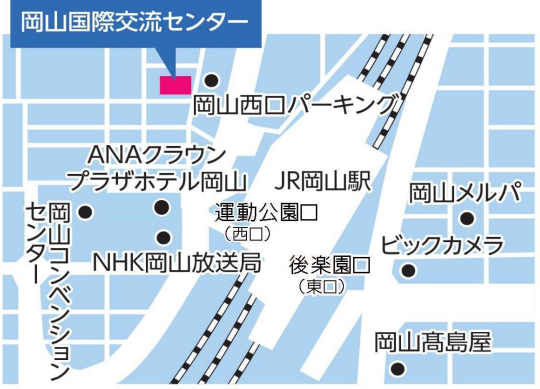 岡山国際交流センター
岡山西口パーキング
ANAクラウン
プラザホテル岡山
JR岡山駅
岡山メルパ
運動公園口
(西口)
岡山コンベンション
センター
NHK岡山放送局
後楽園口
(東口)
ビックカメラ
岡山髙島屋